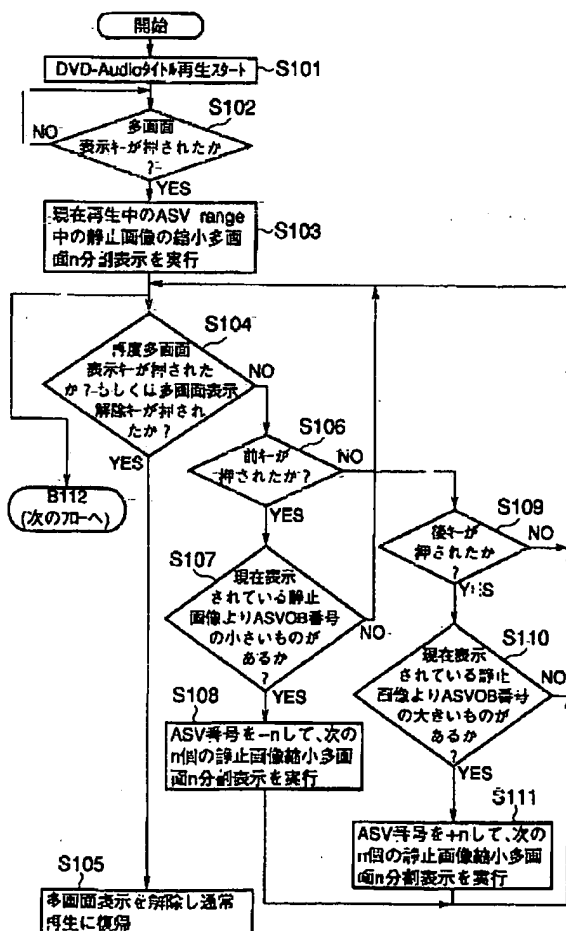 開始
DVD-Audioタイトル再生スタート
S101
S102
多画面
表示キーが押されたか
?
NO
YES
現在再生中のASV range
中の静止画像の縮小多画
面n分割表示を実行
S103
S104
再度多画面
表示キーが押された
か?もしくは多画面表示
解除キーが押され
たか?
NO
YES
B112
(次のフローへ)
S106
前キーが
押されたか?
NO
YES
S109
後キーが
押されたか
?
NO
YES
S107
現在表示
されている静止
画像よりASVOB番号
の小さいものが
あるか
?
NO
YES
S110
現在表示
されている静止
画像よりASVOB番号
の大きいものが
あるか
?
NO
YES
S108
ASV番号を-nして、次の
n個の静止画像縮小多画
面n分割表示を実行
S111
ASV番号を+nして、次の
n個の静止画像縮小多画
面n分割表示を実行
S105
多画面表示を解除し通常
再生に復帰